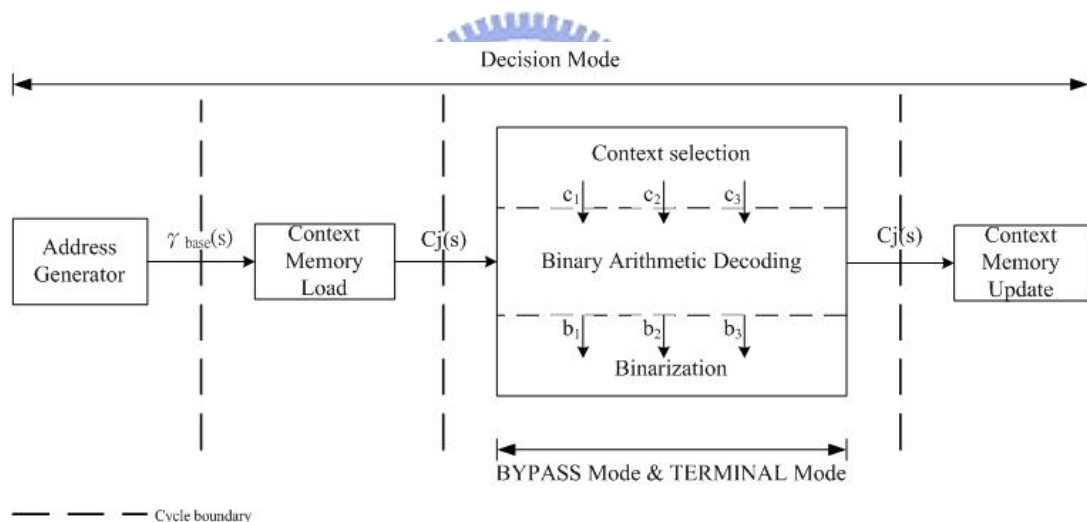 Decision Mode
Address
Generator
γ base(s)
Context
Memory
Load
Cj(s)
Context selection
c1 c2 c3
Binary Arithmetic Decoding
b1 b2 b3
Binarization
Cj(s)
Context
Memory
Update
BYPASS Mode & TERMINAL Mode
Cycle boundary